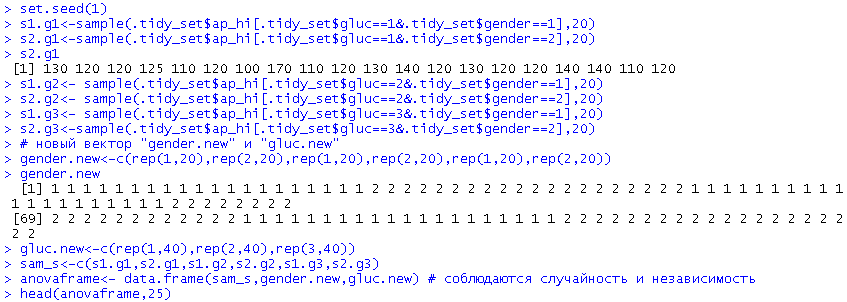 > set.seed(1)
> s1.g1<-sample(.tidy_set$ap_hi[.tidy_set$gluc==1&.tidy_set$gender==1],20)
> s2.g1<-sample(.tidy_set$ap_hi[.tidy_set$gluc==1&.tidy_set$gender==2],20)
> s2.g1
[1] 130 120 120 125 110 120 100 170 110 120 130 140 120 130 120 120 140 140 110 120
> s1.g2<- sample(.tidy_set$ap_hi[.tidy_set$gluc==2&.tidy_set$gender==1],20)
> s2.g2<- sample(.tidy_set$ap_hi[.tidy_set$gluc==2&.tidy_set$gender==2],20)
> s1.g3<-sample(.tidy_set$ap_hi[.tidy_set$gluc==3&.tidy_set$gender==1],20)
> s2.g3<-sample(.tidy_set$ap_hi[.tidy_set$gluc==3&.tidy_set$gender==2],20)
> # новый вектор "gender.new" и "gluc.new"
> gender.new<-c(rep(1,20),rep(2,20),rep(1,20),rep(2,20),rep(1,20),rep(2,20))
> gender.new
[1] 1 1 1 1 1 1 1 1 1 1 1 1 1 1 1 1 1 1 1 1 2 2 2 2 2 2 2 2 2 2 2 2 2 2 2 2 2 2 2 2 1 1 1 1 1 1 1 1 1 1
1 1 1 1 1 1 1 1 1 1 2 2 2 2 2 2 2 2
[69] 2 2 2 2 2 2 2 2 2 2 2 2 1 1 1 1 1 1 1 1 1 1 1 1 1 1 1 1 1 1 1 1 2 2 2 2 2 2 2 2 2 2 2 2 2 2 2 2 2 2
2 2
> gluc.new<-c(rep(1,40),rep(2,40),rep(3,40))
> sam_s<-c(s1.g1,s2.g1,s1.g2,s2.g2,s1.g3,s2.g3)
> anovaframe<- data.frame(sam_s,gender.new,gluc.new) # соблюдаются случайность и независимость
> head(anovaframe,25)